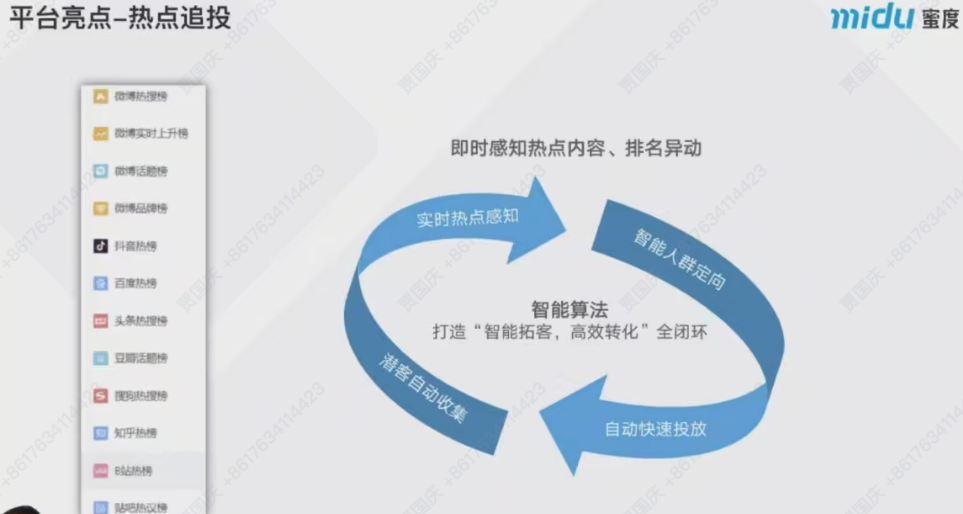 平台亮点-热点追投
midu 蜜度
微博热搜榜
微博实时上升榜
微博话题榜
微博品牌榜
抖音热榜
百度热榜
头条热搜榜
豆瓣话题榜
搜狗热搜榜
知乎热榜
B站热榜
贴吧热议榜
即时感知热点内容、排名异动
实时热点感知
智能人群定向
智能算法
打造“智能拓客，高效转化”全闭环
潜客自动收集
自动快速投放
贾国庆 +8617634114423